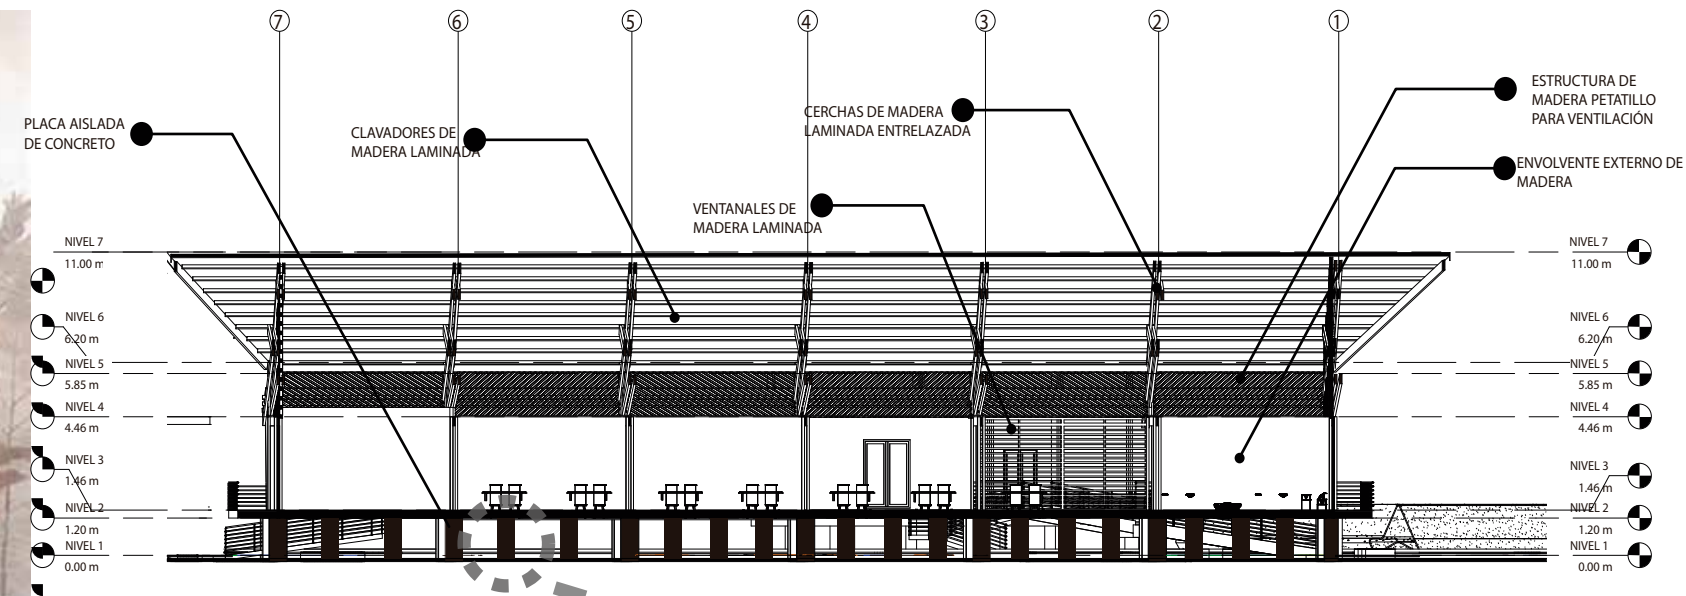 7 6 5 4 3 2 1
ESTRUCTURA DE
MADERA PETATILLO
PARA VENTILACIÓN
CERCHAS DE MADERA
LAMINADA ENTRELAZADA
PLACA AISLADA
DE CONCRETO
CLAVADORES DE
MADERA LAMINADA
ENVOLVENTE EXTERNO DE
MADERA
VENTANALES DE
MADERA LAMINADA
NIVEL 7
11.00 m
NIVEL 6
6.20 m
NIVEL 5
5.85 m
NIVEL 4
4.46 m
NIVEL 3
1.46 m
NIVEL 2
1.20 m
NIVEL 1
0.00 m
NIVEL 7
11.00 m
NIVEL 6
6.20 m
NIVEL 5
5.85 m
NIVEL 4
4.46 m
NIVEL 3
1.46 m
NIVEL 2
1.20 m
NIVEL 1
0.00 m